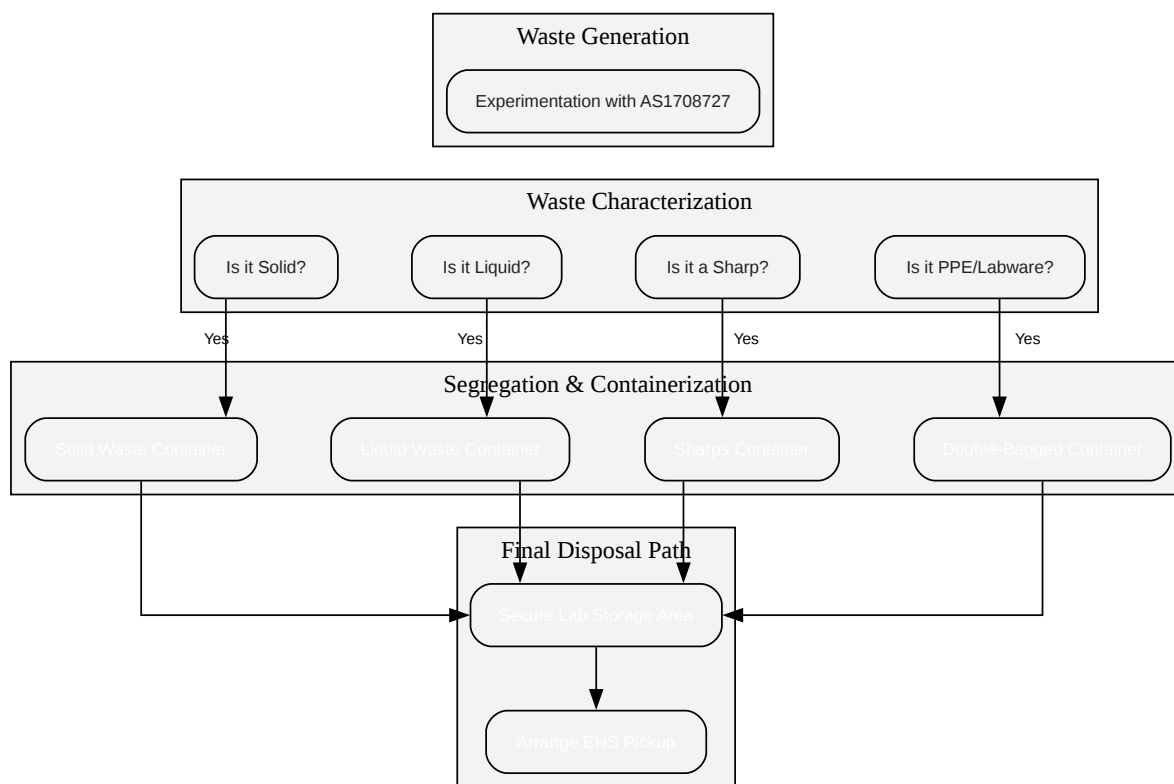 Waste Generation
Experimentation with AS1708727
Waste Characterization
Is it Solid?
Is it Liquid?
Is it a Sharp?
Is it PPE/Labware?
Yes
Yes
Yes
Yes
Segregation & Containerization
Solid Waste Container
Liquid Waste Container
Sharps Container
Double-Bagged Container
Final Disposal Path
Secure Lab Storage Area
Arrange EHS Pickup